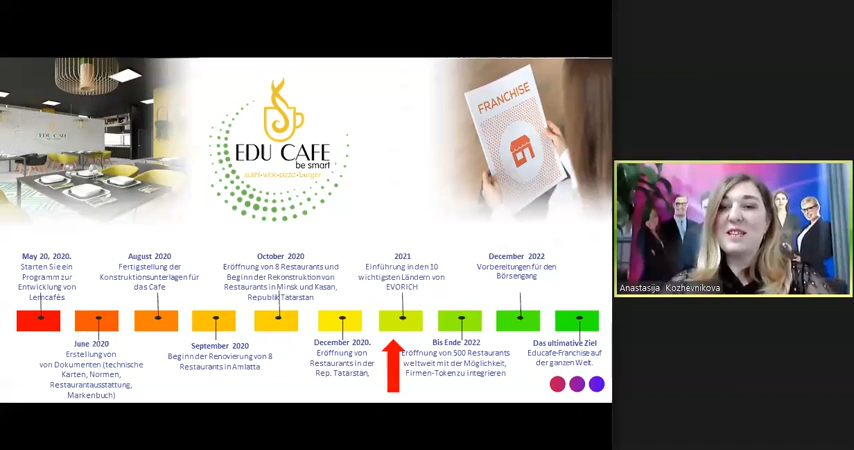 EDU CAFE
FRANCHISE
EDU CAFE
be smart
sushi•wok•pizza•burger
May 20, 2020.
Starten Sie ein
Programm zur
Entwicklung von
Lerncafés
August 2020
Fertigstellung der
Konstruktionsunterlagen für
das Cafe
October 2020
Eröffnung von 8 Restaurants und
Beginn der Rekonstruktion von
Restaurants in Minsk und Kasan,
Republik Tatarstan
2021
Einführung in den 10
wichtigsten Ländern von
EVORICH
December 2022
Vorbereitungen für den
Börsengang
June 2020
Erstellung von
von Dokumenten (technische
Karten, Normen,
Restaurantausstattung,
Markenbuch)
September 2020
Beginn der Renovierung von 8
Restaurants in Amlatta
December 2020.
Eröffnung von
Restaurants in der
Rep. Tatarstan,
Bis Ende 2022
Eröffnung von 500 Restaurants
weltweit mit der Möglichkeit,
Firmen-Token zu integrieren
Das ultimative Ziel
Educafe-Franchise auf
der ganzen Welt.
Anastasija Kozhevnikova